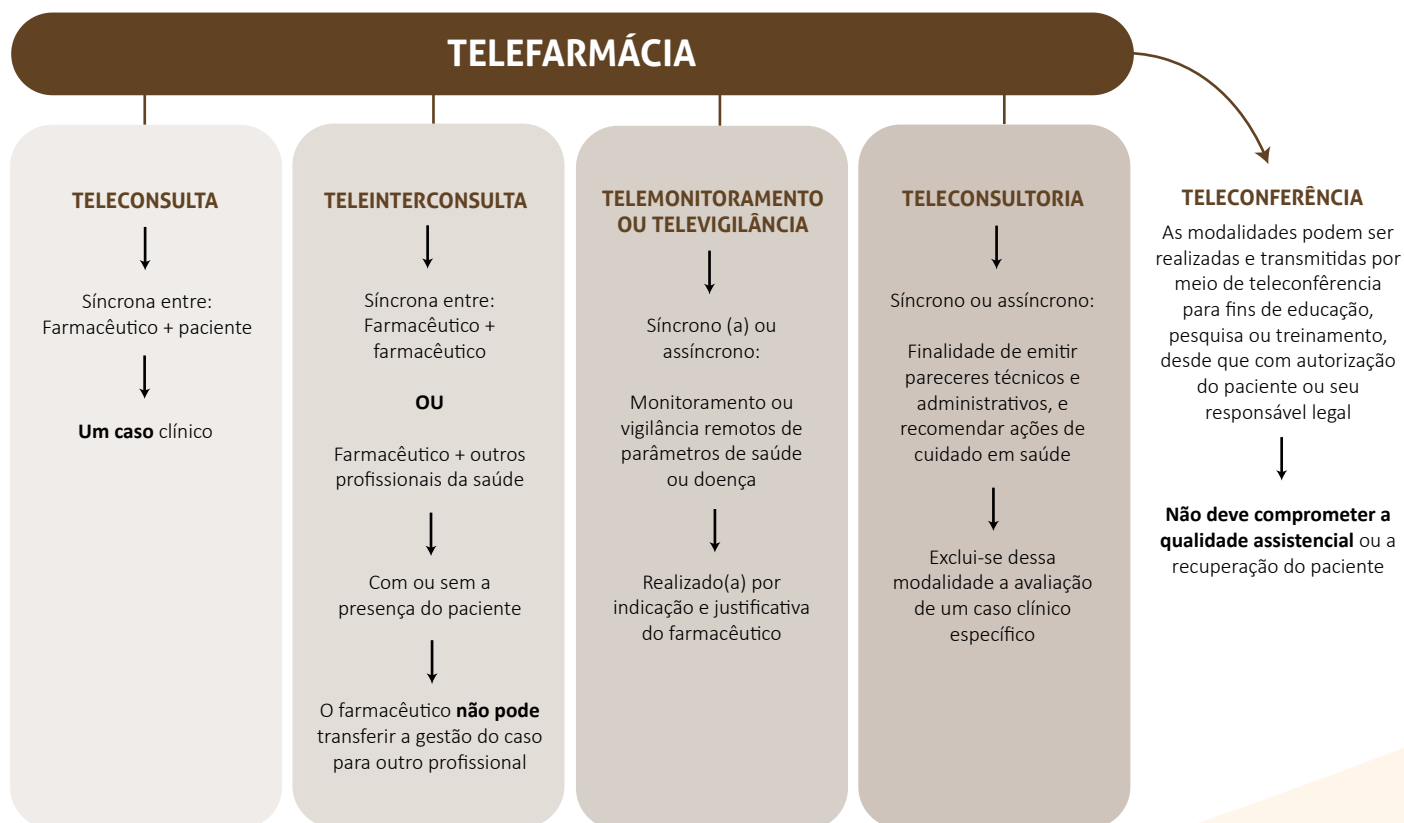 TELEFARMÁCIA
TELECONSULTA
Síncrona entre:
Farmacêutico + paciente
Um caso clínico
TELEINTERCONSULTA
Síncrona entre:
Farmacêutico +
farmacêutico
OU
Farmacêutico + outros
profissionais da saúde
Com ou sem a
presença do paciente
O farmacêutico não pode
transferir a gestão do caso
para outro profissional
TELEMONITORAMENTO
OU TELEVIGILÂNCIA
Síncrono (a) ou
assíncrono:
Monitoramento ou
vigilância remotos de
parâmetros de saúde
ou doença
Realizado(a) por
indicação e justificativa
do farmacêutico
TELECONSULTORIA
Síncrono ou assíncrono:
Finalidade de emitir
pareceres técnicos e
administrativos, e
recomendar ações de
cuidado em saúde
Exclui-se dessa
modalidade a avaliação
de um caso clínico
específico
TELECONFERÊNCIA
As modalidades podem ser
realizadas e transmitidas por
meio de teleconfêrencia
para fins de educação,
pesquisa ou treinamento,
desde que com autorização
do paciente ou seu
responsável legal
Não deve comprometer a
qualidade assistencial ou a
recuperação do paciente